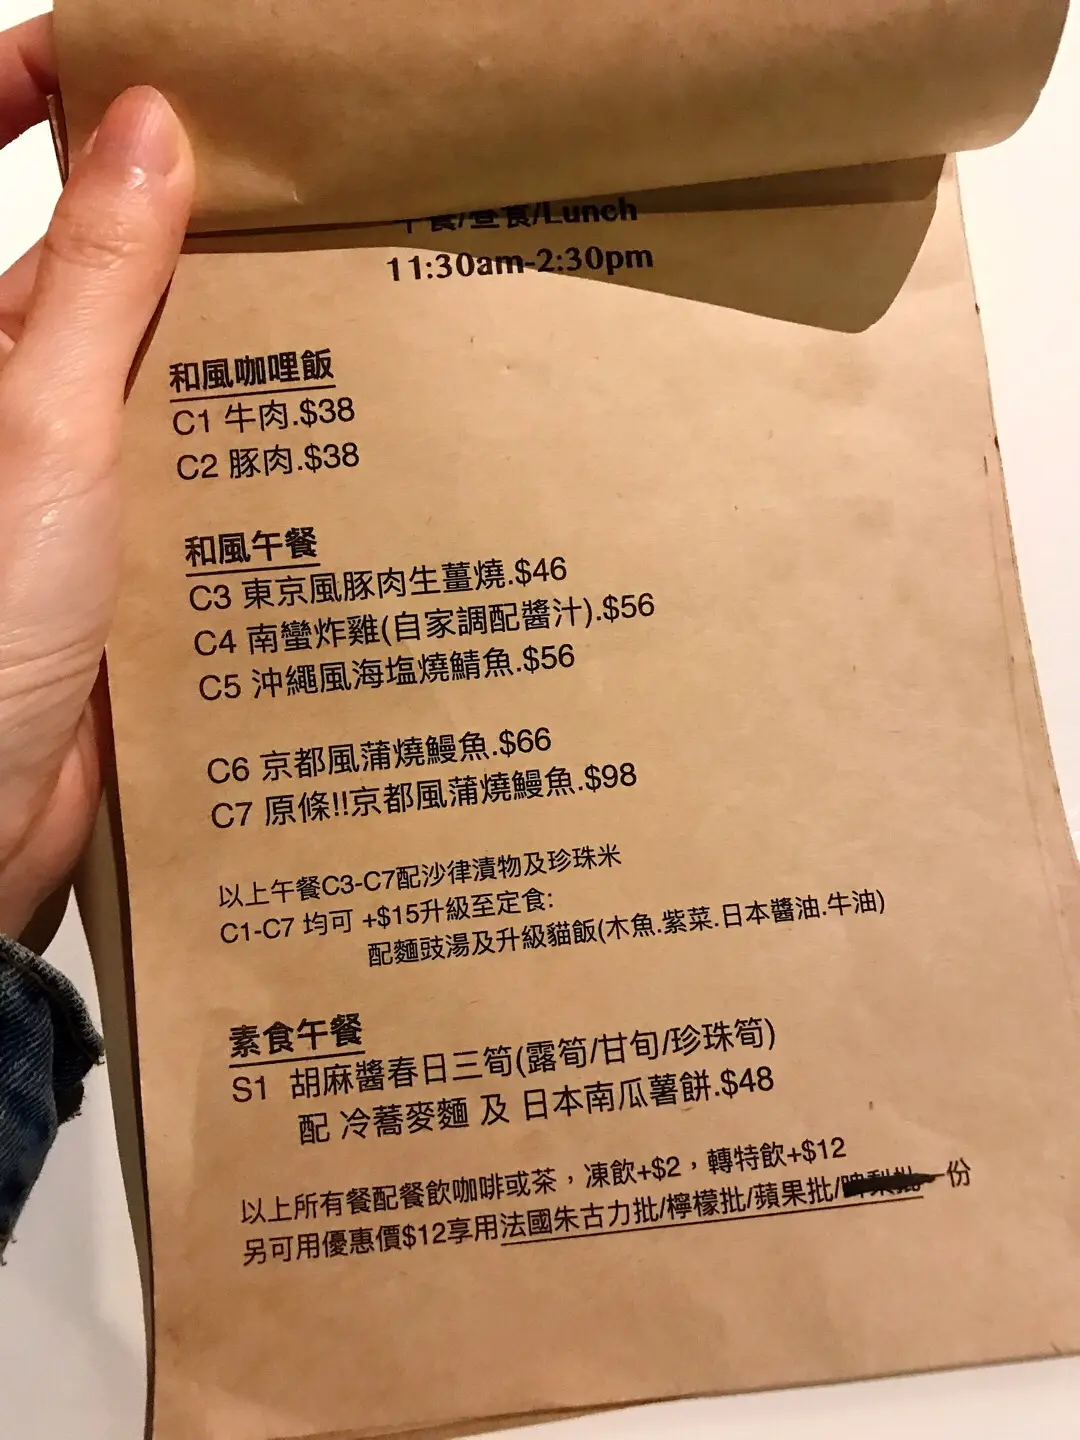 午食/昼食/Lunch
11:30am-2:30pm
和風咖哩飯
C1 牛肉.$38
C2 豚肉.$38
和風午餐
C3 東京風豚肉生薑燒.$46
C4 南蠻炸雞(自家調配醬汁).$56
C5 沖繩風海塩燒鯖魚.$56
C6 京都風蒲燒鰻魚.$66
C7 原條!!京都風蒲燒鰻魚.$98
以上午餐C3-C7配沙律漬物及珍珠米
C1-C7 均可 +$15升級至定食:
配麵豉湯及升級貓飯(木魚.紫菜.日本醬油.牛油)
素食午餐
S1 胡麻醬春日三筍(露筍/甘旬/珍珠筍)
配 冷蕎麥麵 及 日本南瓜薯餅.$48
以上所有餐配餐飲咖啡或茶，凍飲+$2，轉特飲+$12
另可用優惠價$12享用法國朱古力批/檸檬批/蘋果批/ 一份